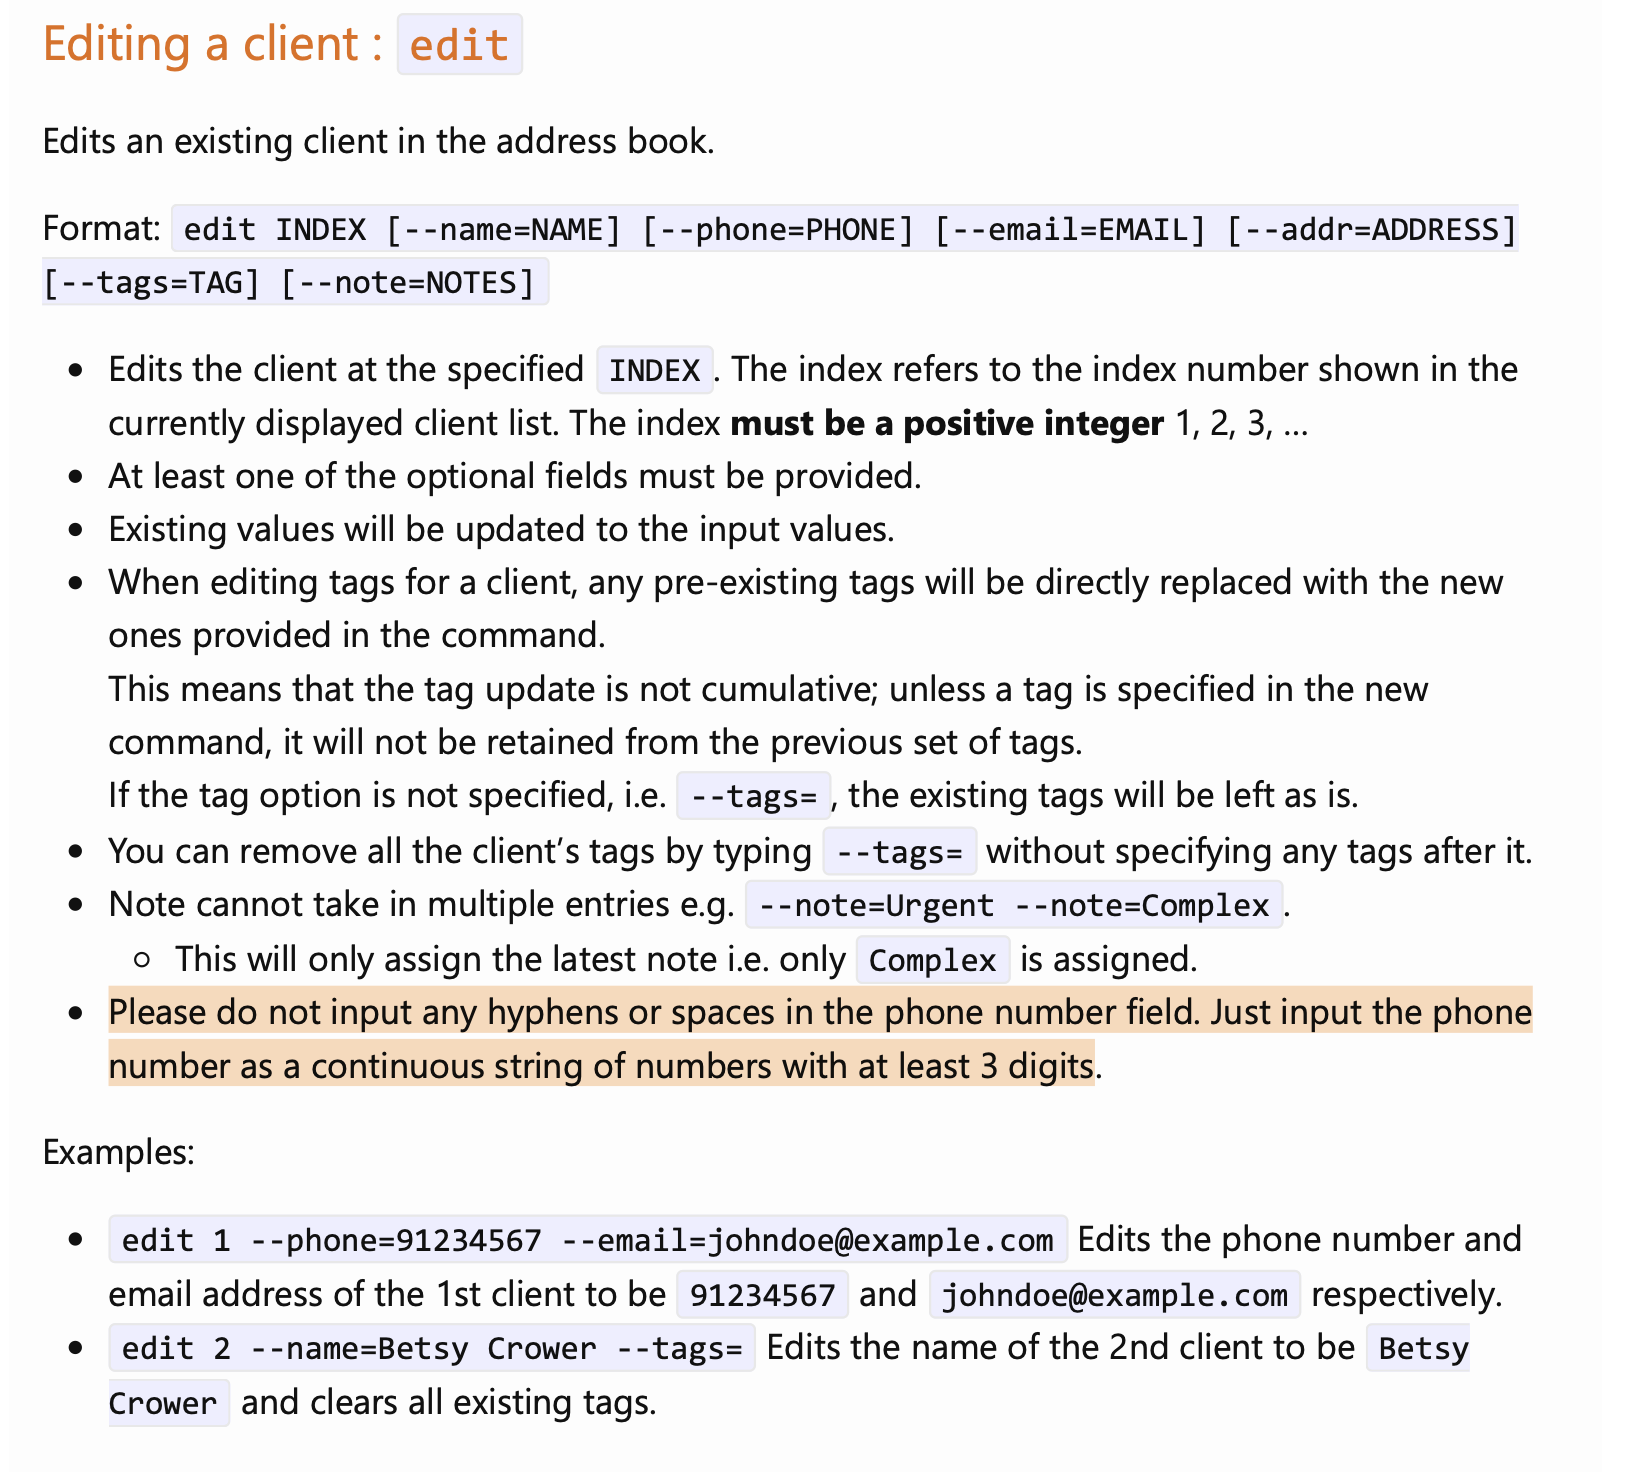 Editing a client : edit
Edits an existing client in the address book.
Format: edit INDEX [--name=NAME] [--phone=PHONE] [--email=EMAIL] [--addr=ADDRESS]
[--tags=TAG] [--note=NOTES]
• Edits the client at the specified INDEX. The index refers to the index number shown in the
currently displayed client list. The index must be a positive integer 1, 2, 3, …
• At least one of the optional fields must be provided.
• Existing values will be updated to the input values.
• When editing tags for a client, any pre-existing tags will be directly replaced with the new
ones provided in the command.
This means that the tag update is not cumulative; unless a tag is specified in the new
command, it will not be retained from the previous set of tags.
If the tag option is not specified, i.e. --tags=, the existing tags will be left as is.
• You can remove all the client’s tags by typing --tags= without specifying any tags after it.
• Note cannot take in multiple entries e.g. --note=Urgent --note=Complex.
○ This will only assign the latest note i.e. only Complex is assigned.
• Please do not input any hyphens or spaces in the phone number field. Just input the phone
number as a continuous string of numbers with at least 3 digits.
Examples:
• edit 1 --phone=91234567 --email=johndoe@example.com Edits the phone number and
email address of the 1st client to be 91234567 and johndoe@example.com respectively.
• edit 2 --name=Betsy Crower --tags= Edits the name of the 2nd client to be Betsy
Crower and clears all existing tags.